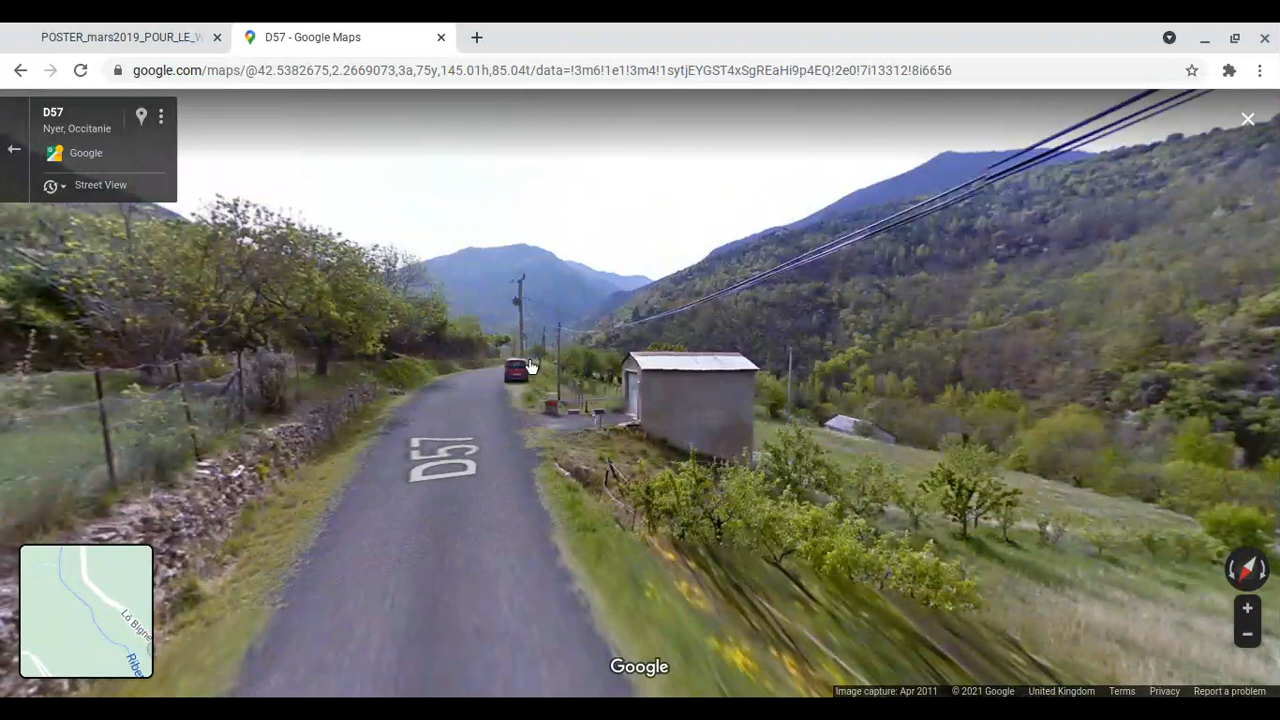 POSTER_mars2019_POUR_LE_W
D57 - Google Maps
google.com/maps/@42.5382675,2.2669073,3a,75y,145.01h,85.04t/data=!3m6!1e1!3m4!1sytjEYGST4xSgREaHi9p4EQ!2e0!7i13312!8i6656
D57
Nyer, Occitanie
Google
Street View
D57
Lo Bigne
Riber
Google
Image capture: Apr 2011 © 2021 Google United Kingdom Terms Privacy Report a problem